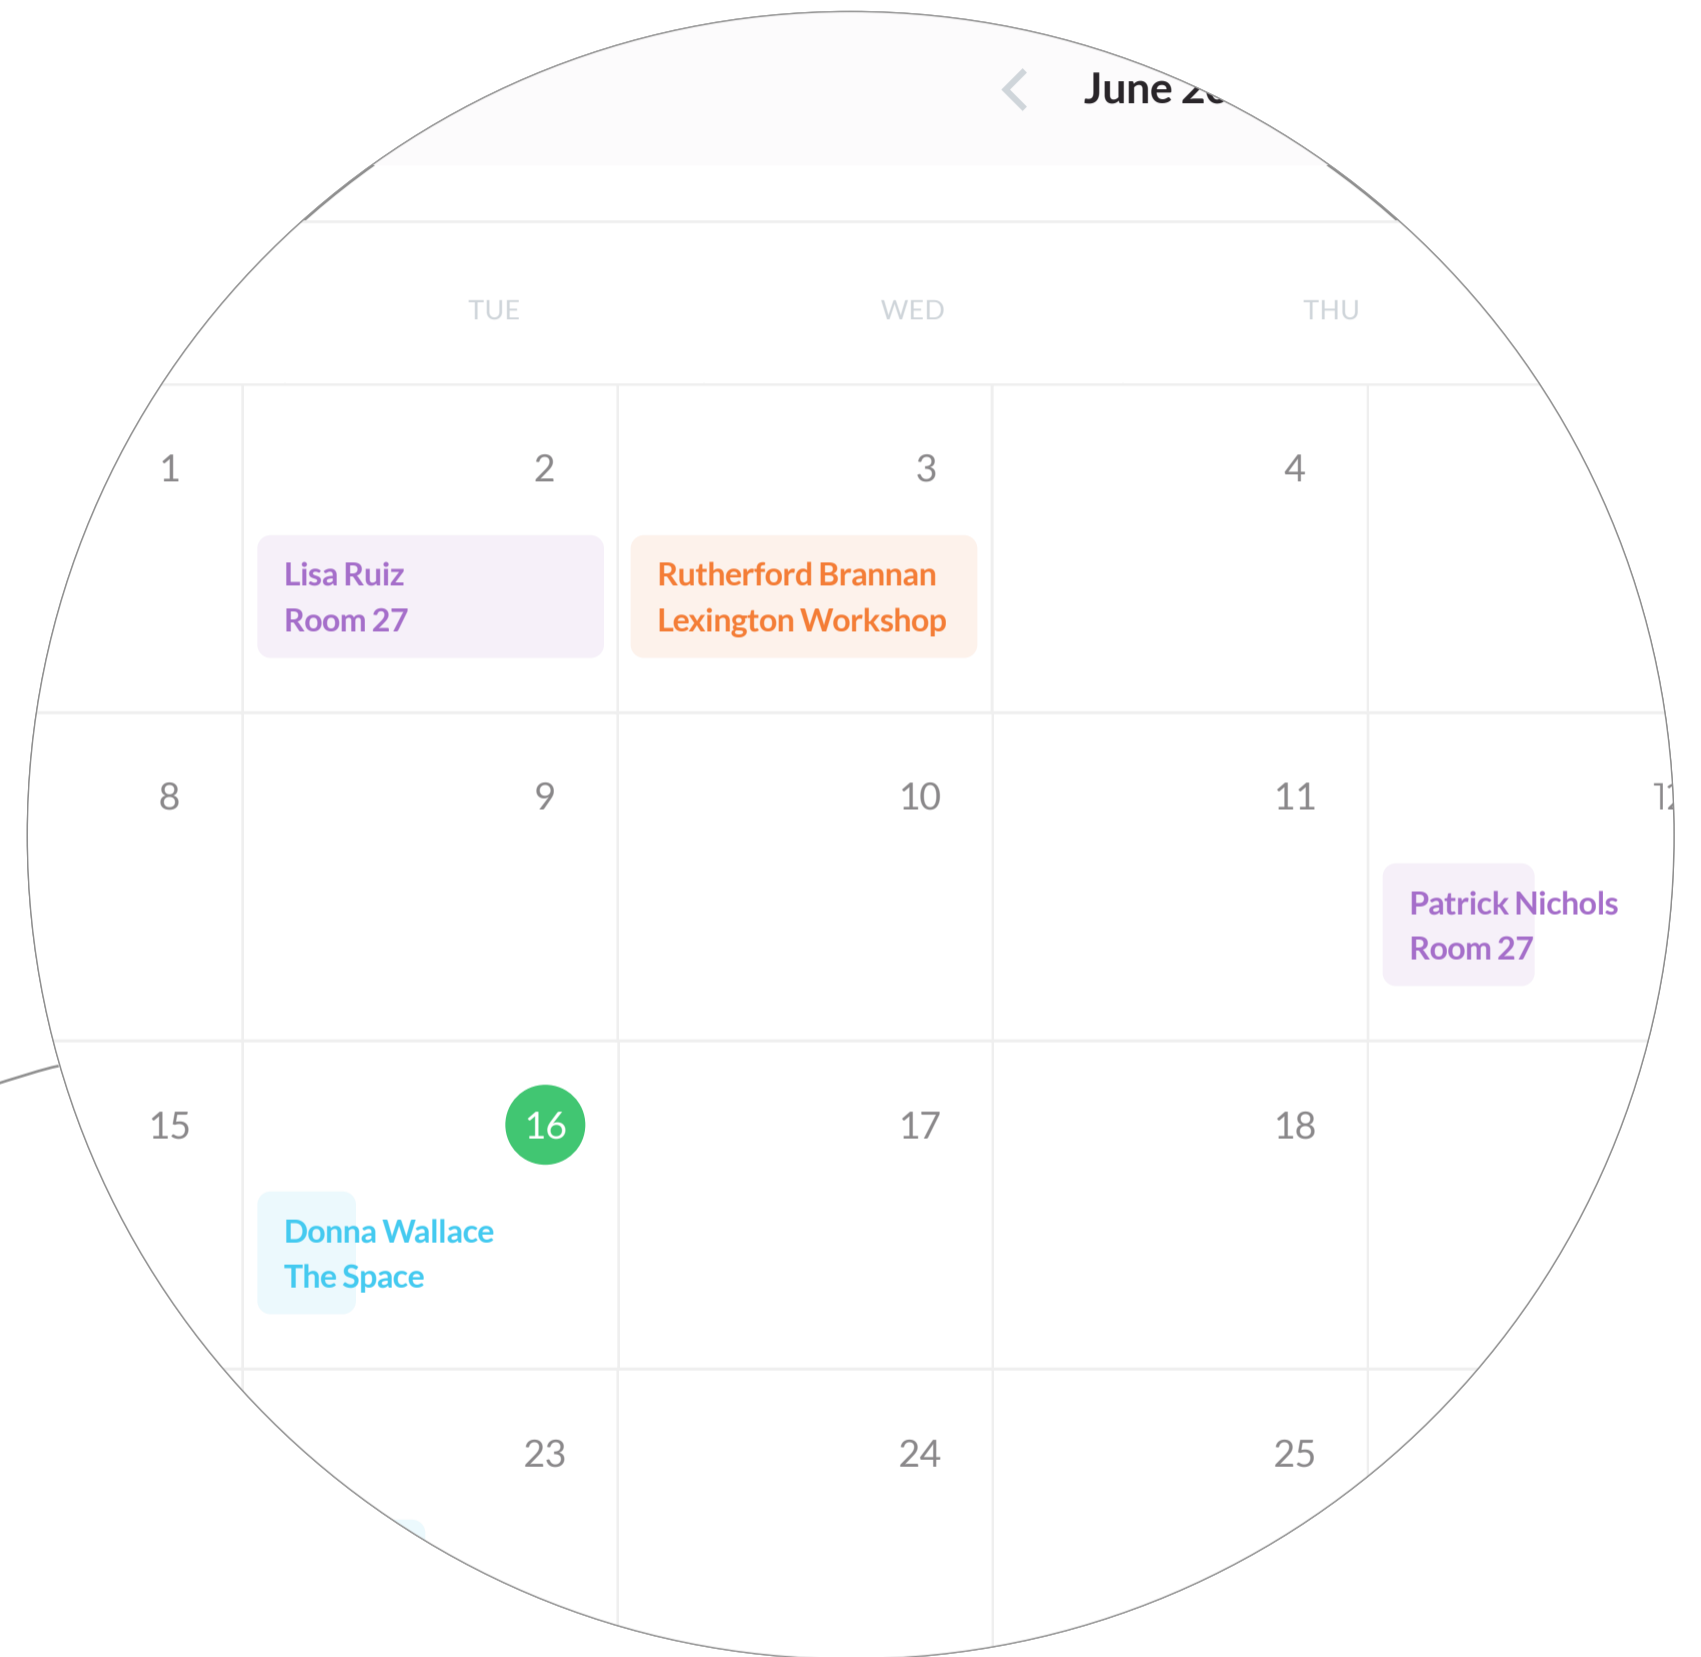 June
TUE WED THU
1 2 3 4
Lisa Ruiz
Room 27
Rutherford Brannan
Lexington Workshop
8 9 10 11
Patrick Nichols
Room 27
15 16 17 18
Donna Wallace
The Space
23 24 25